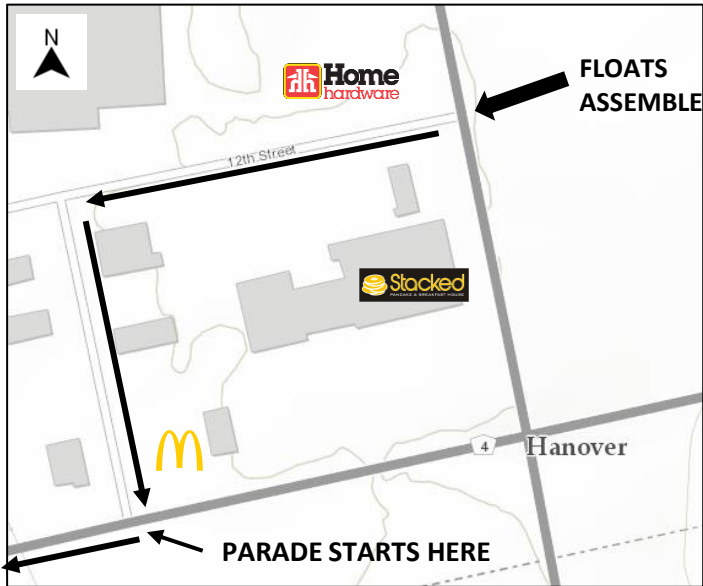 N
Home
hardware
FLOATS
ASSEMBLE
12th Street
Stacked
PANCAKE & BREAKFAST HOUSE
4
Hanover
PARADE STARTS HERE